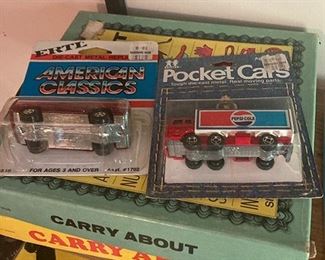 ERTL
DIE-CAST METAL REPLICA
AMERICAN
CLASSICS
FOR AGES 3 AND OVER
Pocket Cars
Tough die-cast metal. Real moving parts.
PEPSI-COLA
CARRY ABOUT
CARRY A